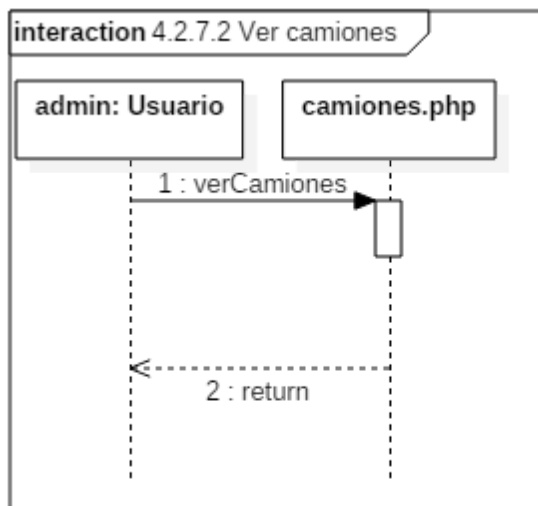 interaction 4.2.7.2 Ver camiones
admin: Usuario
camiones.php
1 : verCamiones
2 : return